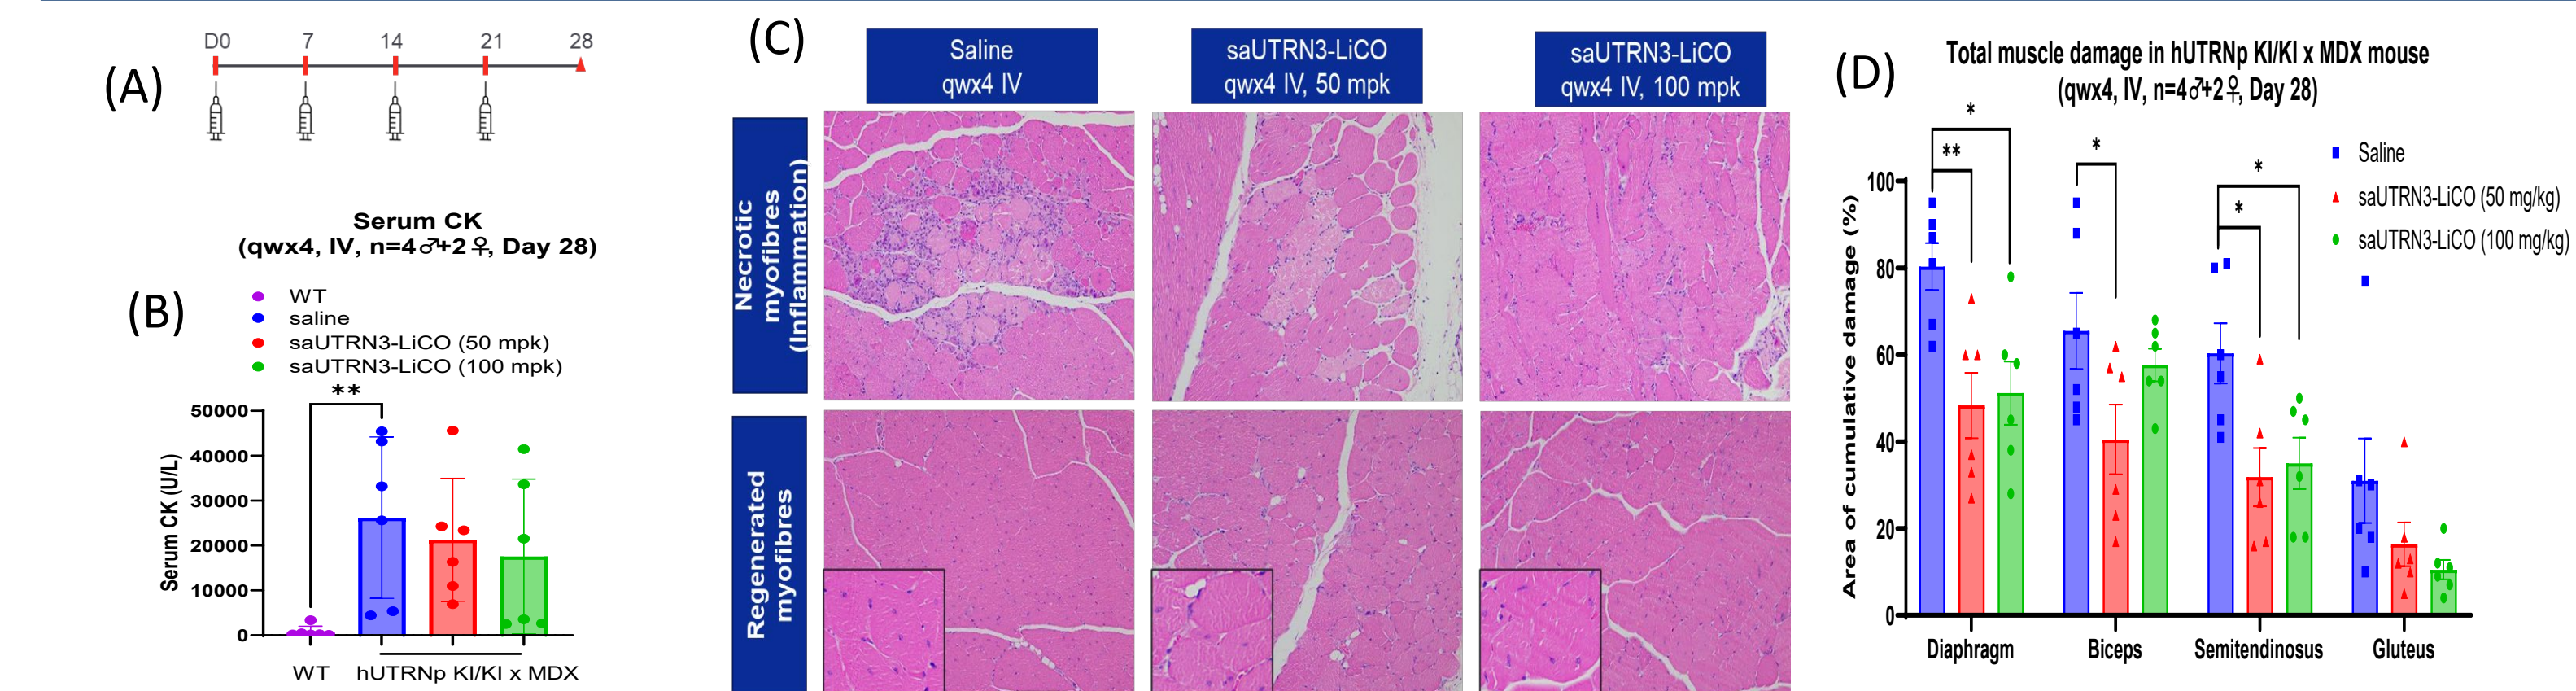 (A)
D0 7 14 21 28
(B)
Serum CK
(qwx4, IV, n=4♂+2♀, Day 28)
WT
saline
saUTRN3-LiCO (50 mpk)
saUTRN3-LiCO (100 mpk)
**
Serum CK (U/L)
50000
40000
30000
20000
10000
0
WT hUTRNp KI/KI x MDX
(C)
Saline
qwx4 IV
saUTRN3-LiCO
qwx4 IV, 50 mpk
saUTRN3-LiCO
qwx4 IV, 100 mpk
Necrotic
myofibres
(Inflammation)
Regenerated
myofibres
(D)
Total muscle damage in hUTRNp KI/KI x MDX mouse
(qwx4, IV, n=4♂+2♀, Day 28)
Saline
saUTRN3-LiCO (50 mg/kg)
saUTRN3-LiCO (100 mg/kg)
*
**
*
*
*
Area of cumulative damage (%)
100
80
60
40
20
0
Diaphragm Biceps Semitendinosus Gluteus